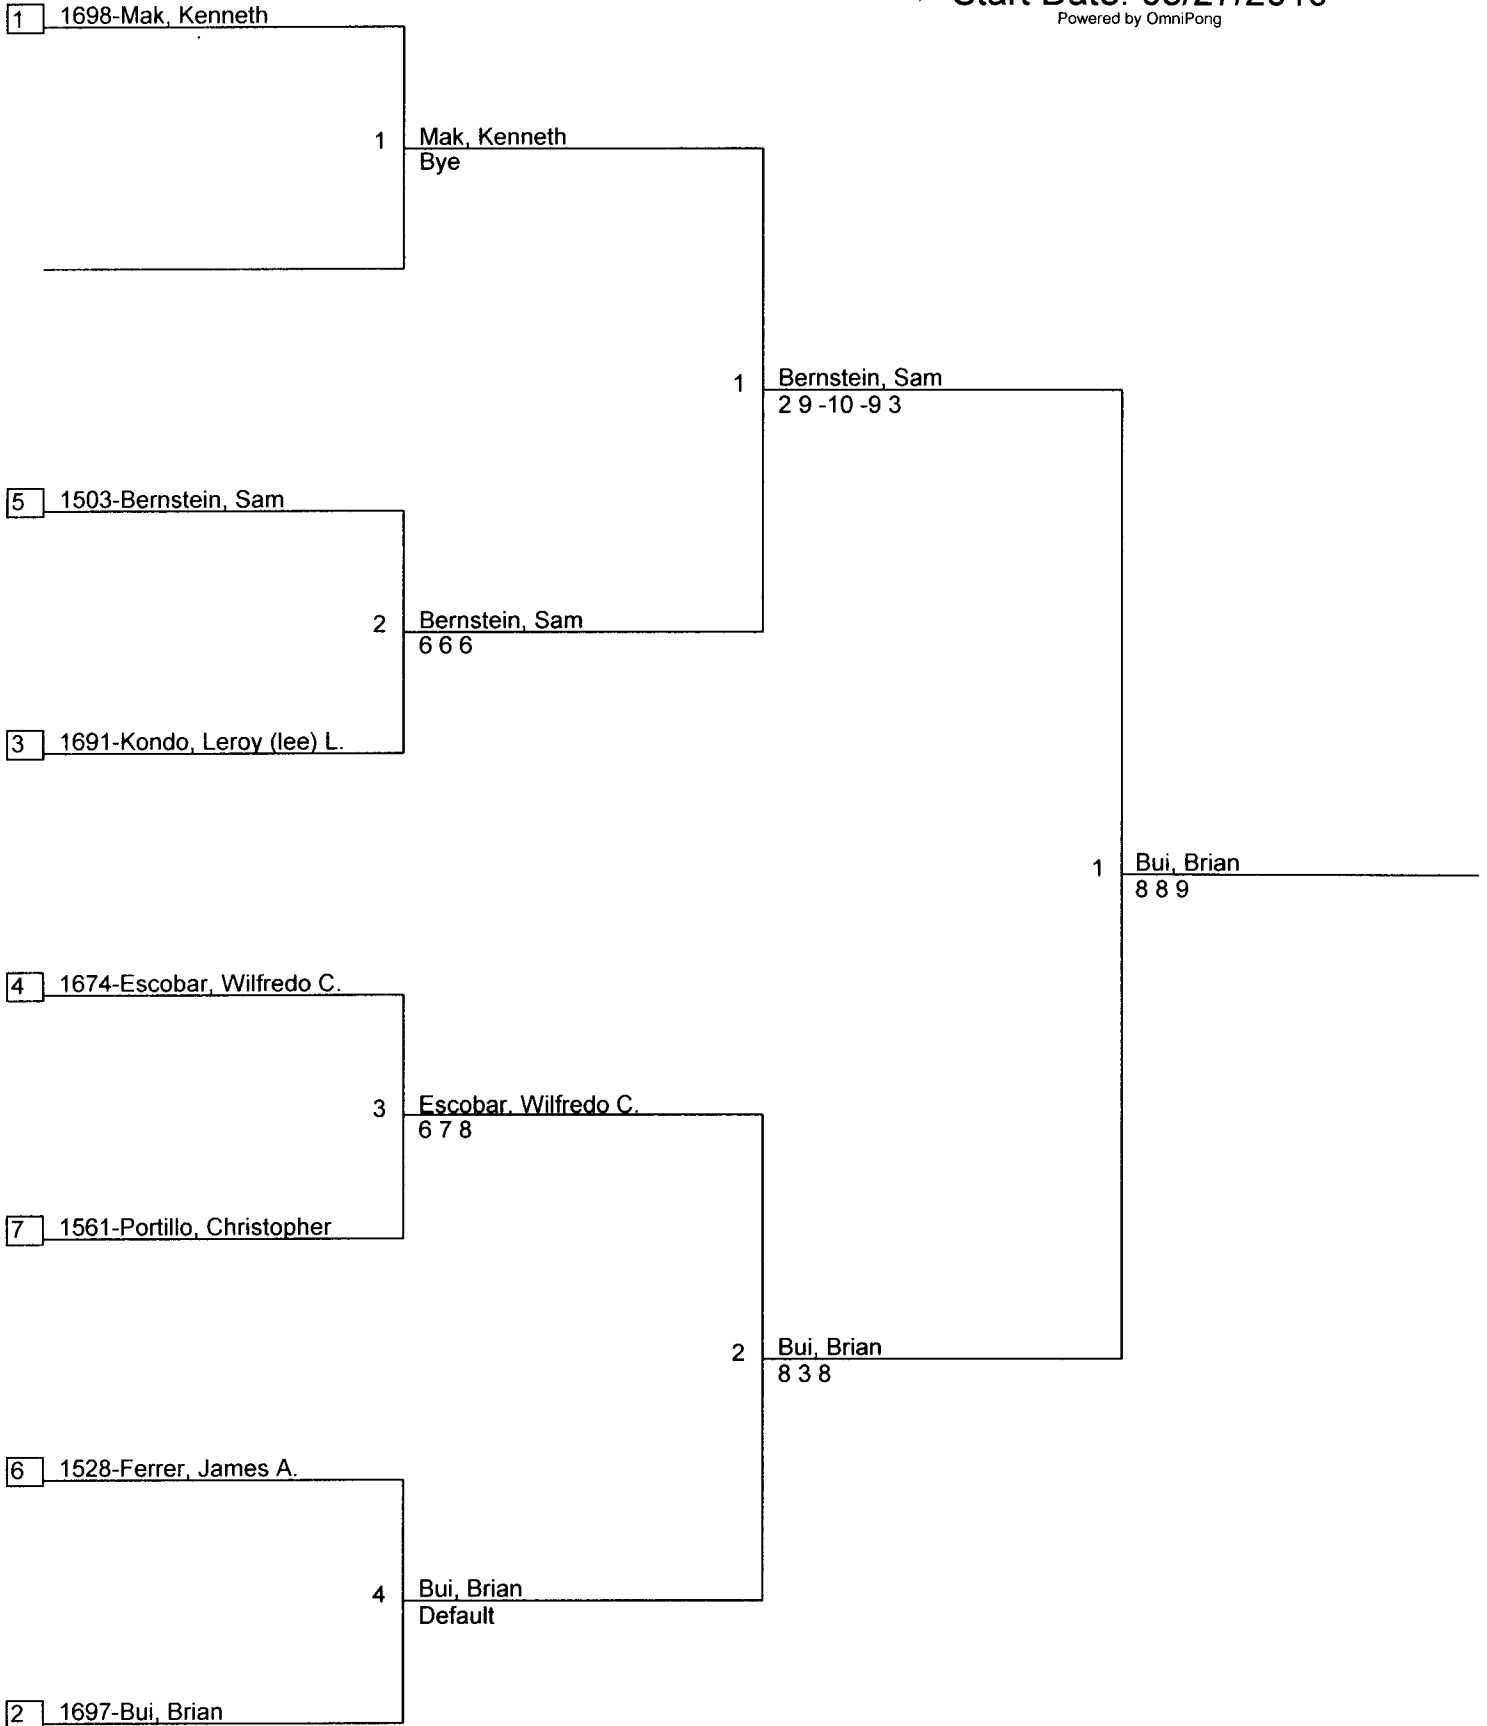 1 1698-Mak, Kenneth
Powered by OmniPong
1 Mak, Kenneth
Bye
1 Bernstein, Sam
2 9 -10 -9 3
5 1503-Bernstein, Sam
2 Bernstein, Sam
6 6 6
3 1691-Kondo, Leroy (lee) L.
1 Bui, Brian
8 8 9
4 1674-Escobar, Wilfredo C.
3 Escobar, Wilfredo C.
6 7 8
7 1561-Portillo, Christopher
2 Bui, Brian
8 3 8
6 1528-Ferrer, James A.
4 Bui, Brian
Default
2 1697-Bui, Brian